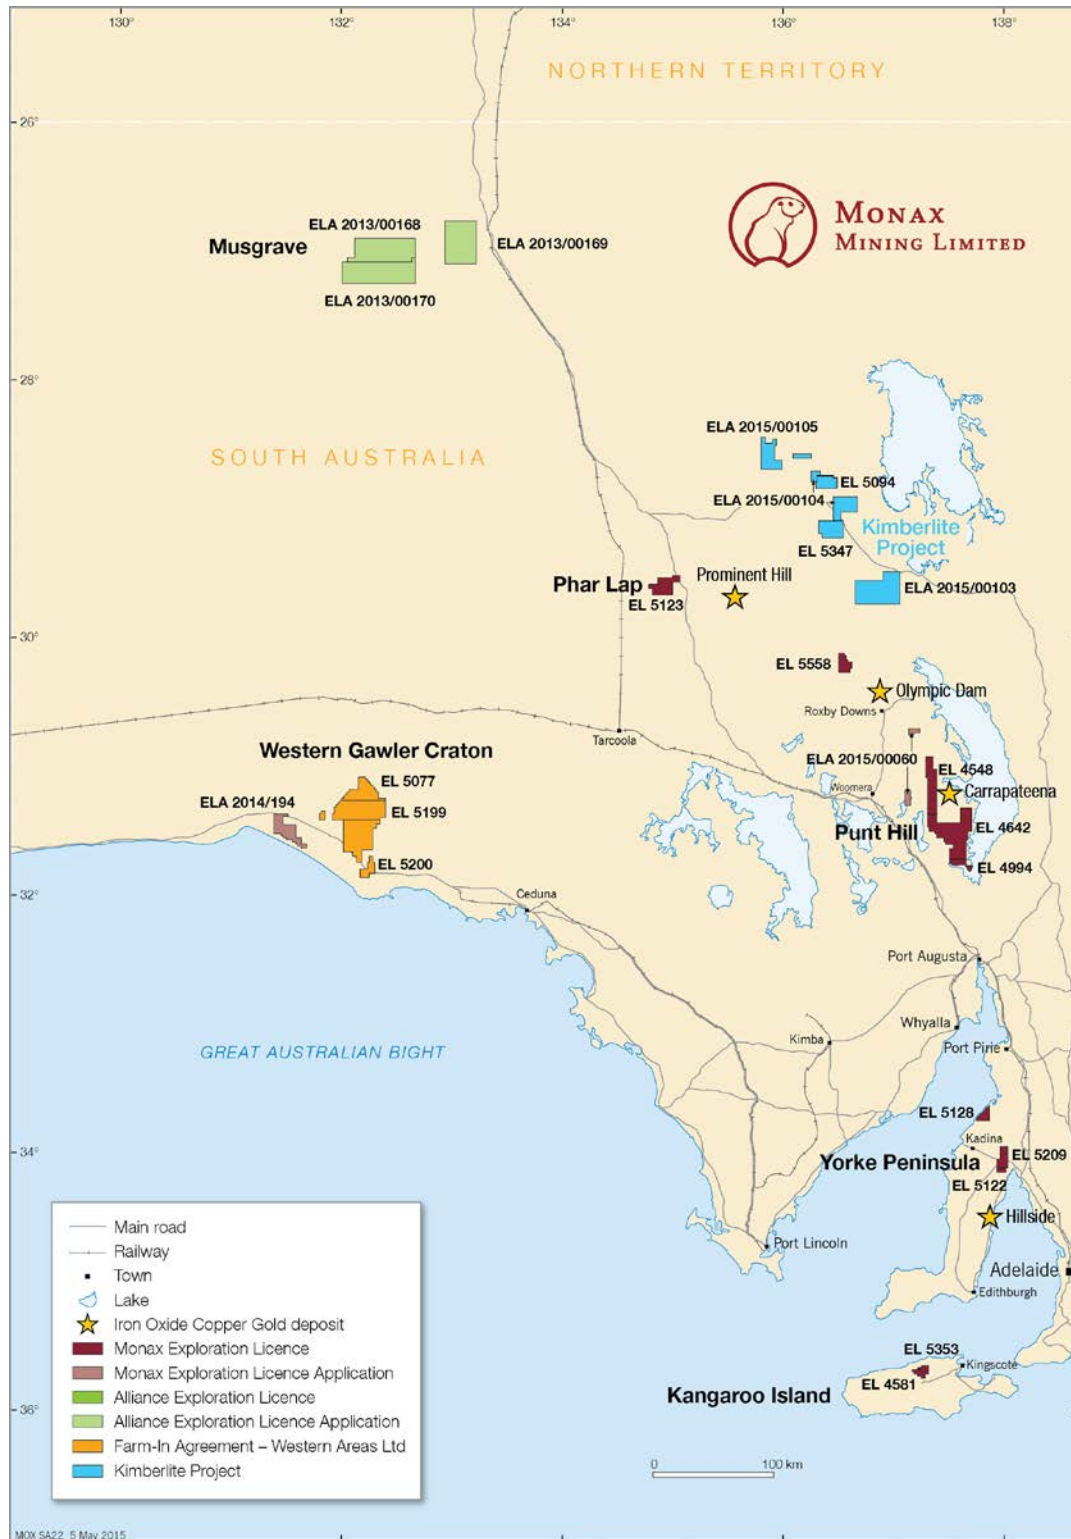 130°
132°
134°
136°
138°
NORTHERN TERRITORY
26°
MONAX
MINING LIMITED
ELA 2013/00168
Musgrave
ELA 2013/00169
ELA 2013/00170
28°
ELA 2015/00105
SOUTH AUSTRALIA
EL 5094
ELA 2015/00104
Kimberlite
Project
EL 5347
Prominent Hill
Phar Lap
ELA 2015/00103
EL 5123
30°
EL 5558
Olympic Dam
Roxby Downs
Tarcoola
Western Gawler Craton
ELA 2015/00060
EL 4548
EL 5077
Woomera
Carrapateena
ELA 2014/194
EL 5199
Punt Hill
EL 4642
EL 5200
EL 4994
32°
Ceduna
Port Augusta
Whyalla
Kimba
Port Pirie
GREAT AUSTRALIAN BIGHT
EL 5128
Kadina
34°
EL 5209
Yorke Peninsula
EL 5122
Hillside
Port Lincoln
Adelaide
Edithburgh
EL 5353
Kingscote
EL 4581
Kangaroo Island
36°
0 100 km
Main road
Railway
Town
Lake
Iron Oxide Copper Gold deposit
Monax Exploration Licence
Monax Exploration Licence Application
Alliance Exploration Licence
Alliance Exploration Licence Application
Farm-In Agreement – Western Areas Ltd
Kimberlite Project
MOX SA22 5 May 2015